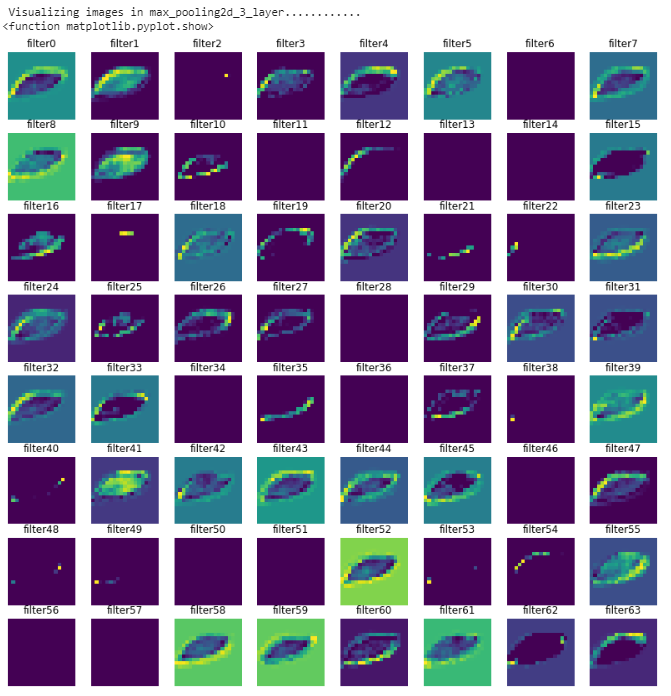 Visualizing images in max_pooling2d_3_layer............
<function matplotlib.pyplot.show>
filter0 filter1 filter2 filter3 filter4 filter5 filter6 filter7
filter8 filter9 filter10 filter11 filter12 filter13 filter14 filter15
filter16 filter17 filter18 filter19 filter20 filter21 filter22 filter23
filter24 filter25 filter26 filter27 filter28 filter29 filter30 filter31
filter32 filter33 filter34 filter35 filter36 filter37 filter38 filter39
filter40 filter41 filter42 filter43 filter44 filter45 filter46 filter47
filter48 filter49 filter50 filter51 filter52 filter53 filter54 filter55
filter56 filter57 filter58 filter59 filter60 filter61 filter62 filter63